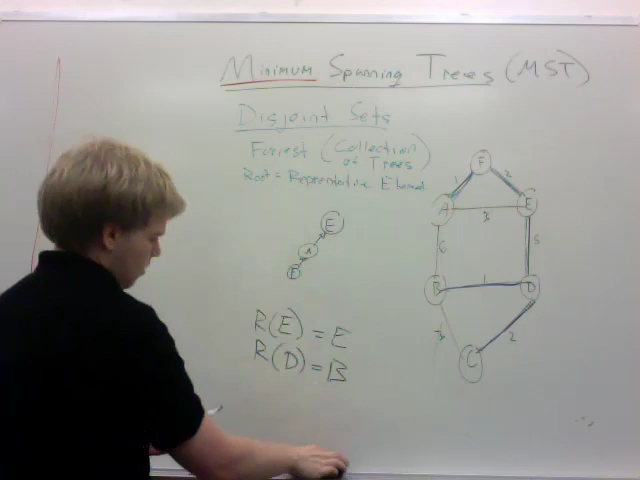 Minimum Spanning Trees (MST)
Disjoint Sets
Forrest (Collection
of Trees)
Root = Representative Element
E
A
F
R(E) = E
R(D) = B
F
1
2
A
3
E
6
5
B
1
D
3
2
C